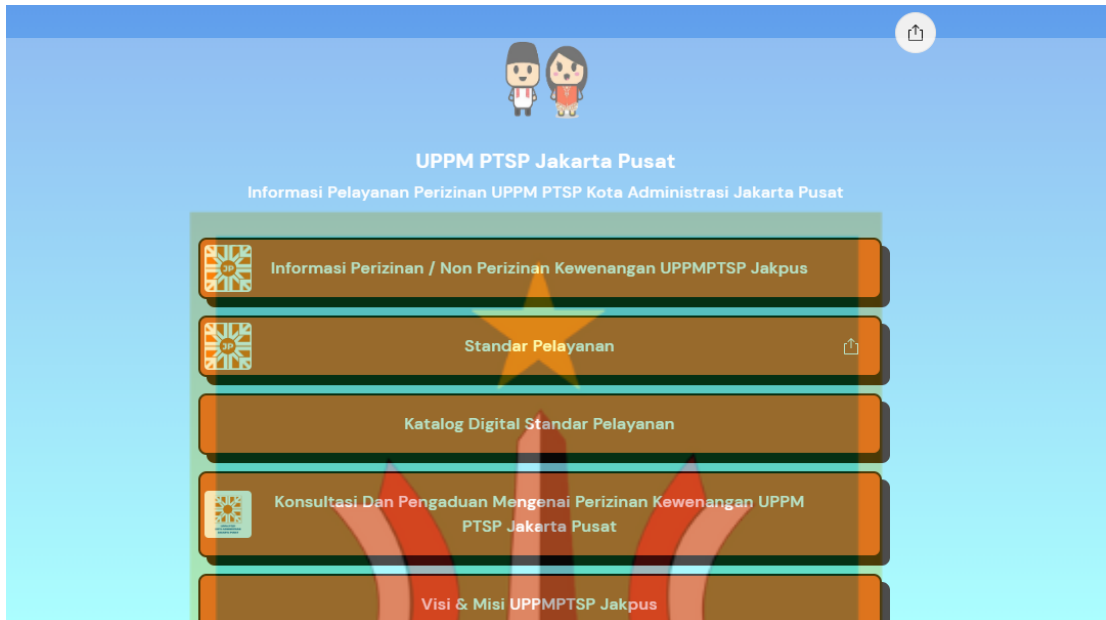 UPPM PTSP Jakarta Pusat
Informasi Pelayanan Perizinan UPPM PTSP Kota Administrasi Jakarta Pusat
JP
Informasi Perizinan / Non Perizinan Kewenangan UPPMPTSP Jakpus
JP
Standar Pelayanan
Katalog Digital Standar Pelayanan
Konsultasi Dan Pengaduan Mengenai Perizinan Kewenangan UPPM
PTSP Jakarta Pusat
Visi & Misi UPPMPTSP Jakpus